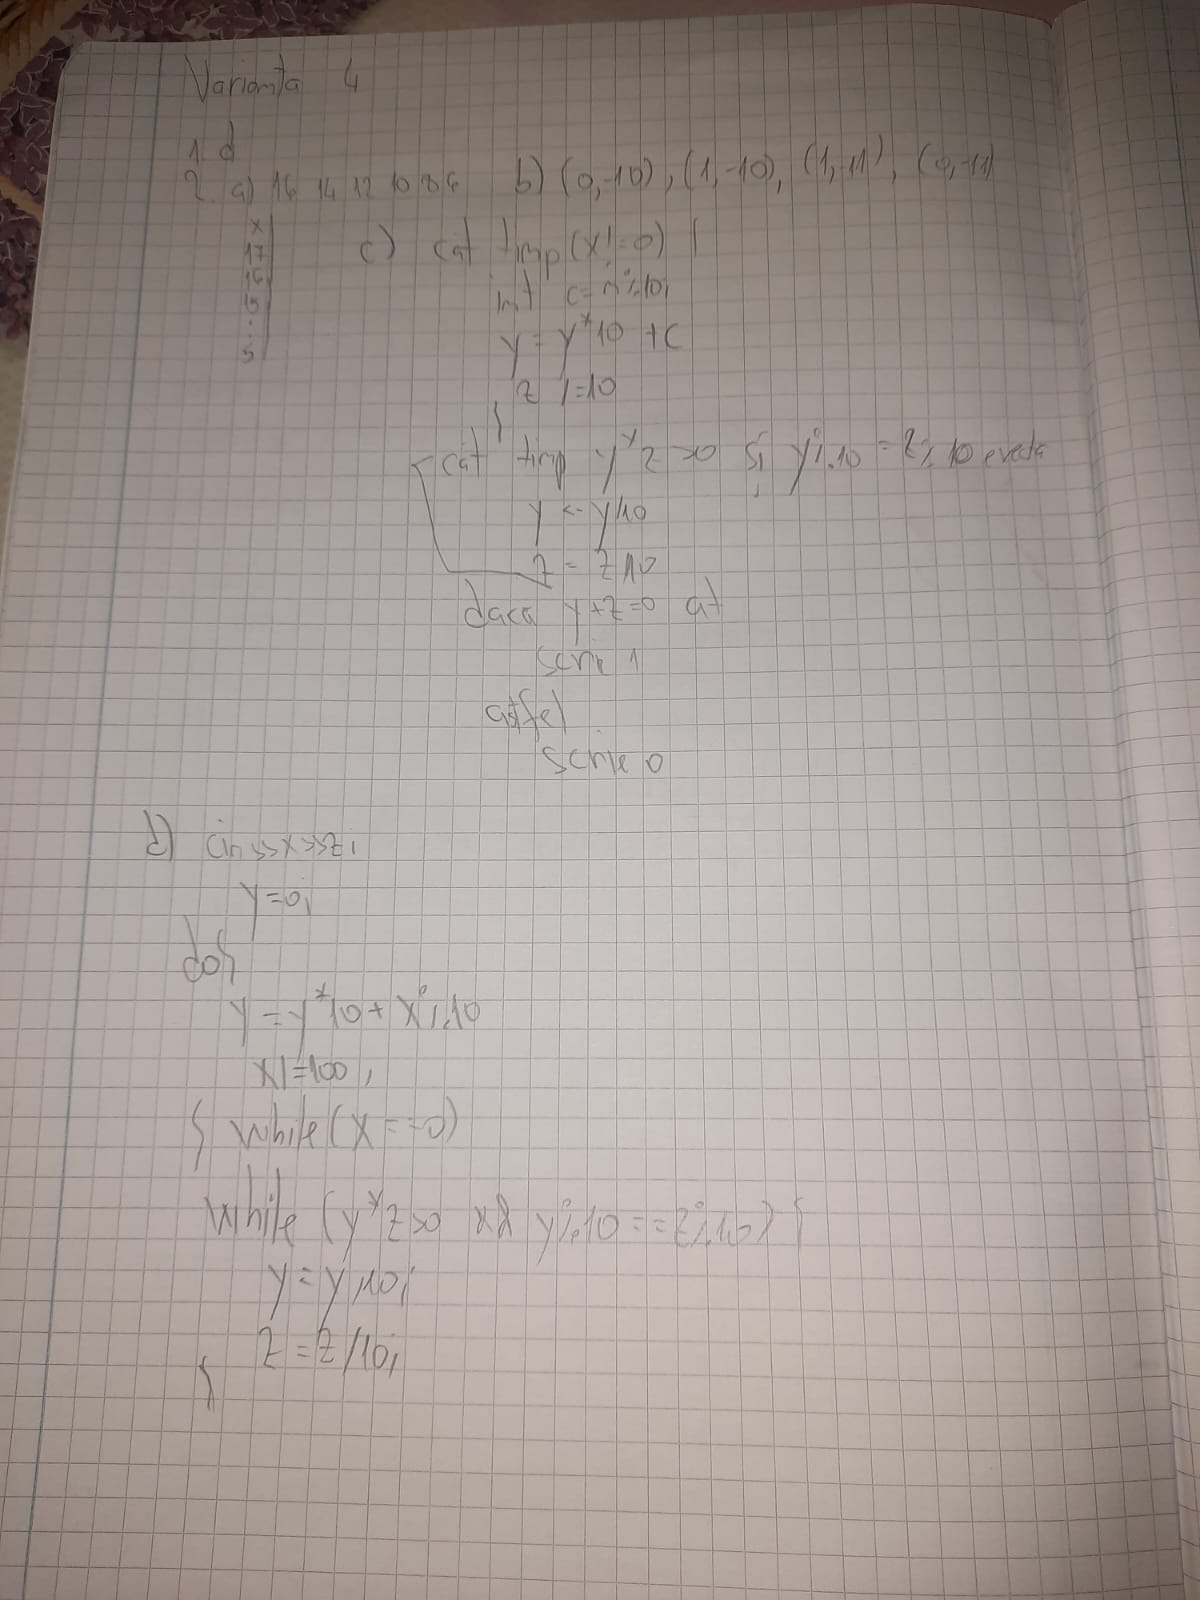 Varianta 4
1. d
2. a) 16 14 12 10 8 6 b) (0,-10), (1,-10), (1,-11), (0,-11)
x
17
16
5
:
5
c) cat timp (x!=0) {
int c=n%10;
y=y*10 +c
z /=10
}
cât timp y*z>0 și y%10 = z%10 executa
y <- y/10
z = z/10
daca y+z=0 at
scrie 1
altfel
scrie 0
d) cin>>x>>z;
y=0;
do{
y=y*10+x%10
x/=100;
} while(x==0)
while (y*z>0 && y%10==z%10) {
y=y/10;
z=z/10;
}